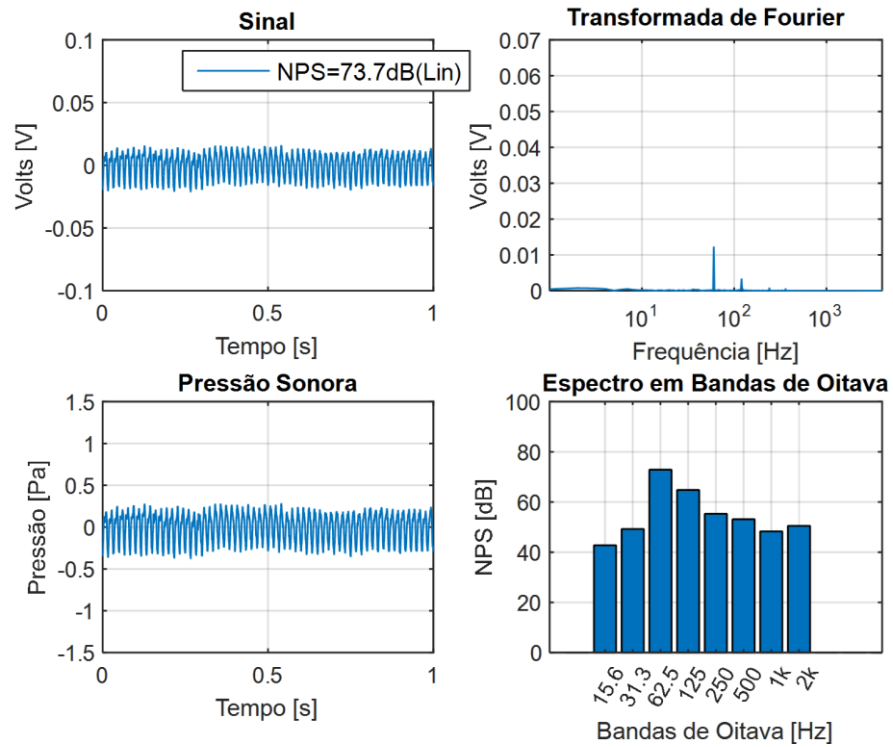 Sinal
0.1
0.05
0
-0.05
-0.1
Volts [V]
NPS=73.7dB(Lin)
0
0.5
1
Tempo [s]
Transformada de Fourier
0.07
0.06
0.05
0.04
0.03
0.02
0.01
0
Volts [V]
10^1
10^2
10^3
Frequência [Hz]
Pressão Sonora
1.5
1
0.5
0
-0.5
-1
-1.5
Pressão [Pa]
0
0.5
1
Tempo [s]
Espectro em Bandas de Oitava
100
80
60
40
20
0
NPS [dB]
15.6
31.3
62.5
125
250
500
1k
2k
Bandas de Oitava [Hz]